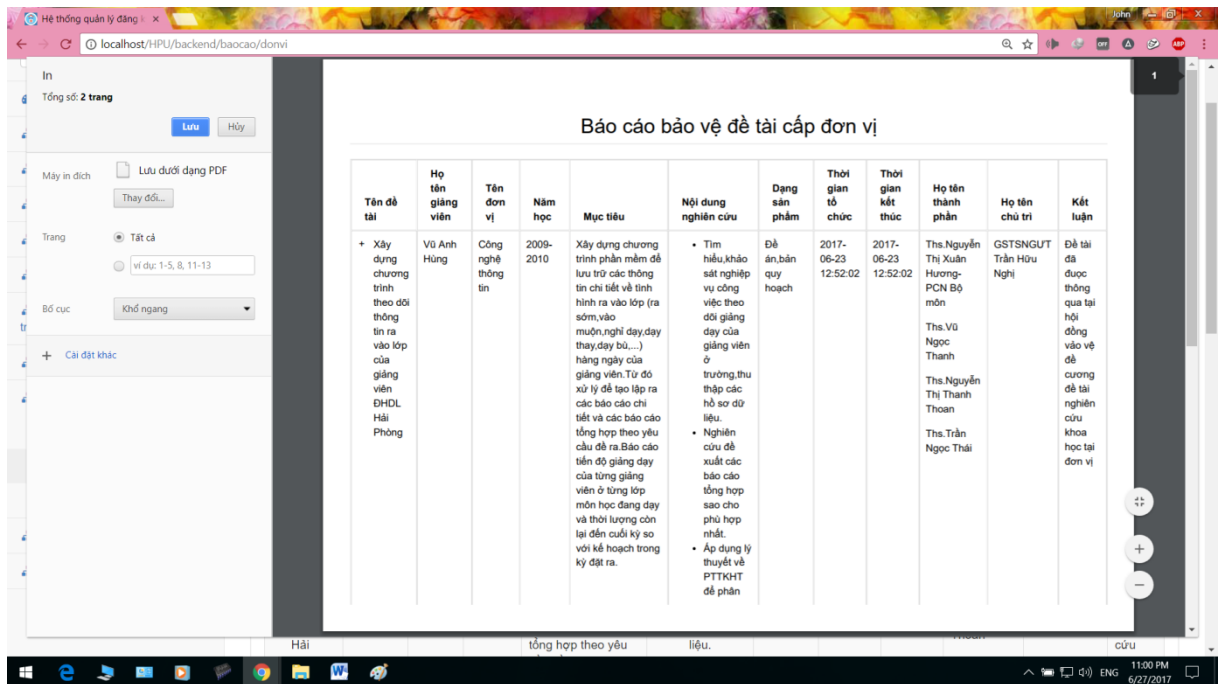 Hệ thống quản lý đăng k
John
localhost/HPU/backend/baocao/donvi
OFF
ABP
In
Tổng số: 2 trang
Lưu
Hủy
Máy in đích
Lưu dưới dạng PDF
Thay đổi...
Trang
Tất cả
ví dụ: 1-5, 8, 11-13
Bố cục
Khổ ngang
+ Cài đặt khác
1
Báo cáo bảo vệ đề tài cấp đơn vị
Tên đề
tài
Họ
tên
giảng
viên
Tên
đơn
vị
Năm
học
Mục tiêu
Nội dung
nghiên cứu
Dạng
sản
phẩm
Thời
gian
tổ
chức
Thời
gian
kết
thúc
Họ tên
thành
phần
Họ tên
chủ trì
Kết
luận
+ Xây
dựng
chương
trình
theo dõi
thông
tin ra
vào lớp
của
giảng
viên
ĐHDL
Hải
Phòng
Vũ Anh
Hùng
Công
nghệ
thông
tin
2009-
2010
Xây dựng chương
trình phần mềm để
lưu trữ các thông
tin chi tiết về tình
hình ra vào lớp (ra
sớm,vào
muộn,nghỉ dạy,dạy
thay,dạy bù,...)
hàng ngày của
giảng viên.Từ đó
xử lý để tạo lập ra
các báo cáo chi
tiết và các báo cáo
tổng hợp theo yêu
cầu đề ra.Báo cáo
tiến độ giảng dạy
của từng giảng
viên ở từng lớp
môn học đang dạy
và thời lượng còn
lại đến cuối kỳ so
với kế hoạch trong
kỳ đặt ra.
• Tìm
hiểu,khảo
sát nghiệp
vụ công
việc theo
dõi giảng
dạy của
giảng viên
ở
trường,thu
thập các
hồ sơ dữ
liệu.
• Nghiên
cứu đề
xuất các
báo cáo
tổng hợp
sao cho
phù hợp
nhất.
• Áp dụng lý
thuyết về
PTTKHT
để phân
Đề
án,bản
quy
hoạch
2017-
06-23
12:52:02
2017-
06-23
12:52:02
Ths.Nguyễn
Thị Xuân
Hương-
PCN Bộ
môn
Ths.Vũ
Ngọc
Thanh
Ths.Nguyễn
Thị Thanh
Thoan
Ths.Trần
Ngọc Thái
GSTSNGƯT
Trần Hữu
Nghị
Đề tài
đã
đuọc
thông
qua tại
hội
đồng
vảo vệ
đề
cương
đề tài
nghiên
cứu
khoa
học tại
đơn vị
Hải
tổng hợp theo yêu
liệu.
cứu
ENG
11:00 PM
6/27/2017